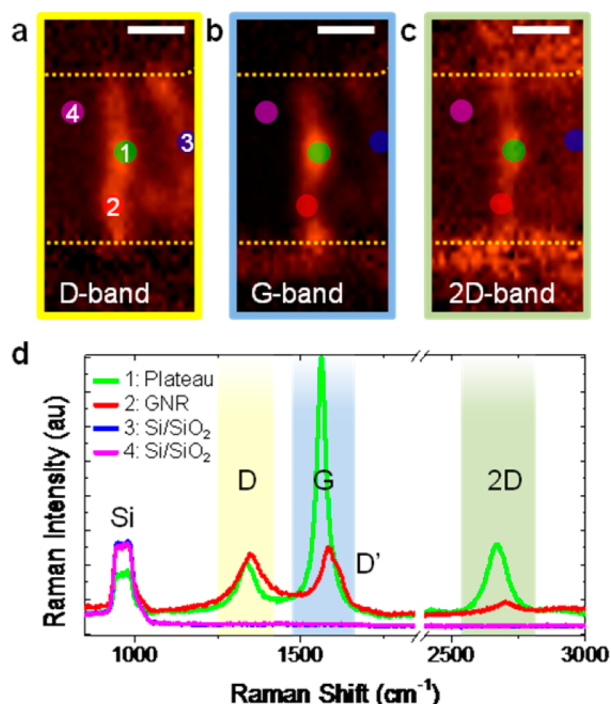 a b c
4
1
3
2
D-band G-band 2D-band
d
1: Plateau
2: GNR
3: Si/SiO₂
4: Si/SiO₂
Si D G D' 2D
Raman Intensity (au)
1000 1500 2500 3000
Raman Shift (cm⁻¹)